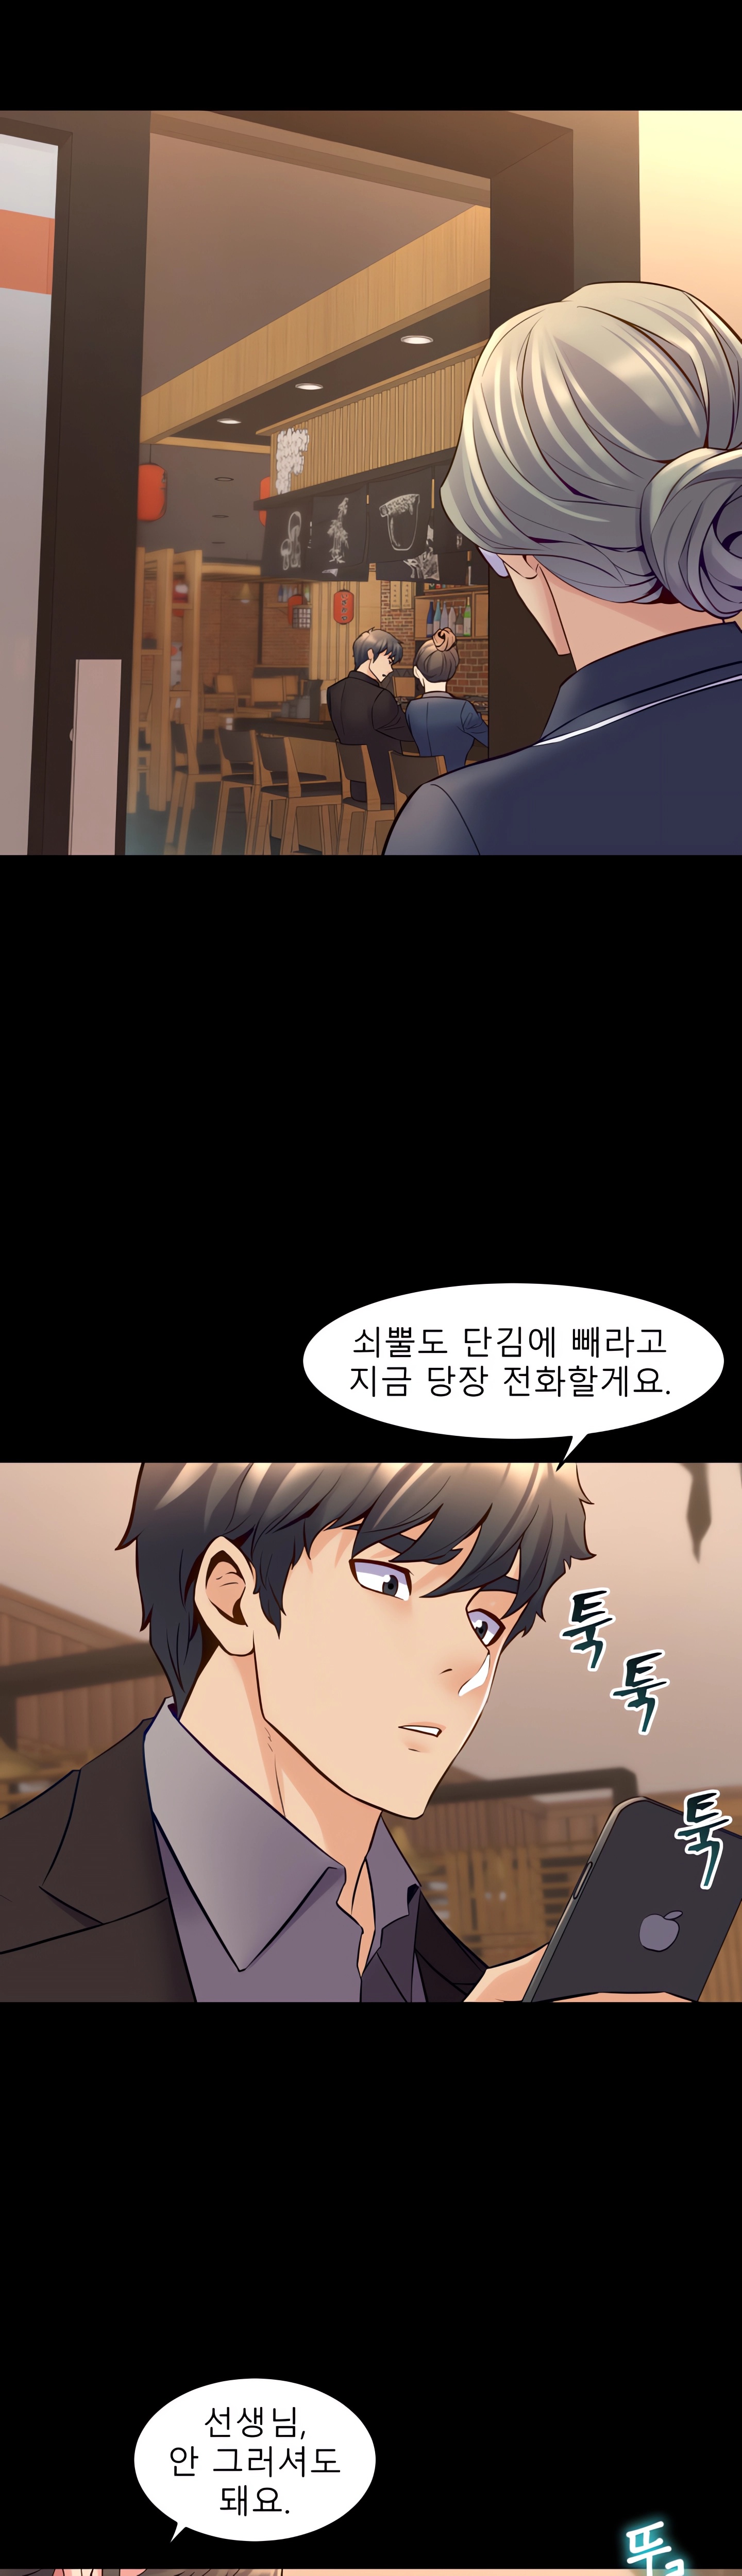 쇠뿔도 단김에 빼라고
지금 당장 전화할게요.
툭
툭
툭
선생님,
안 그러셔도
돼요.
뚜